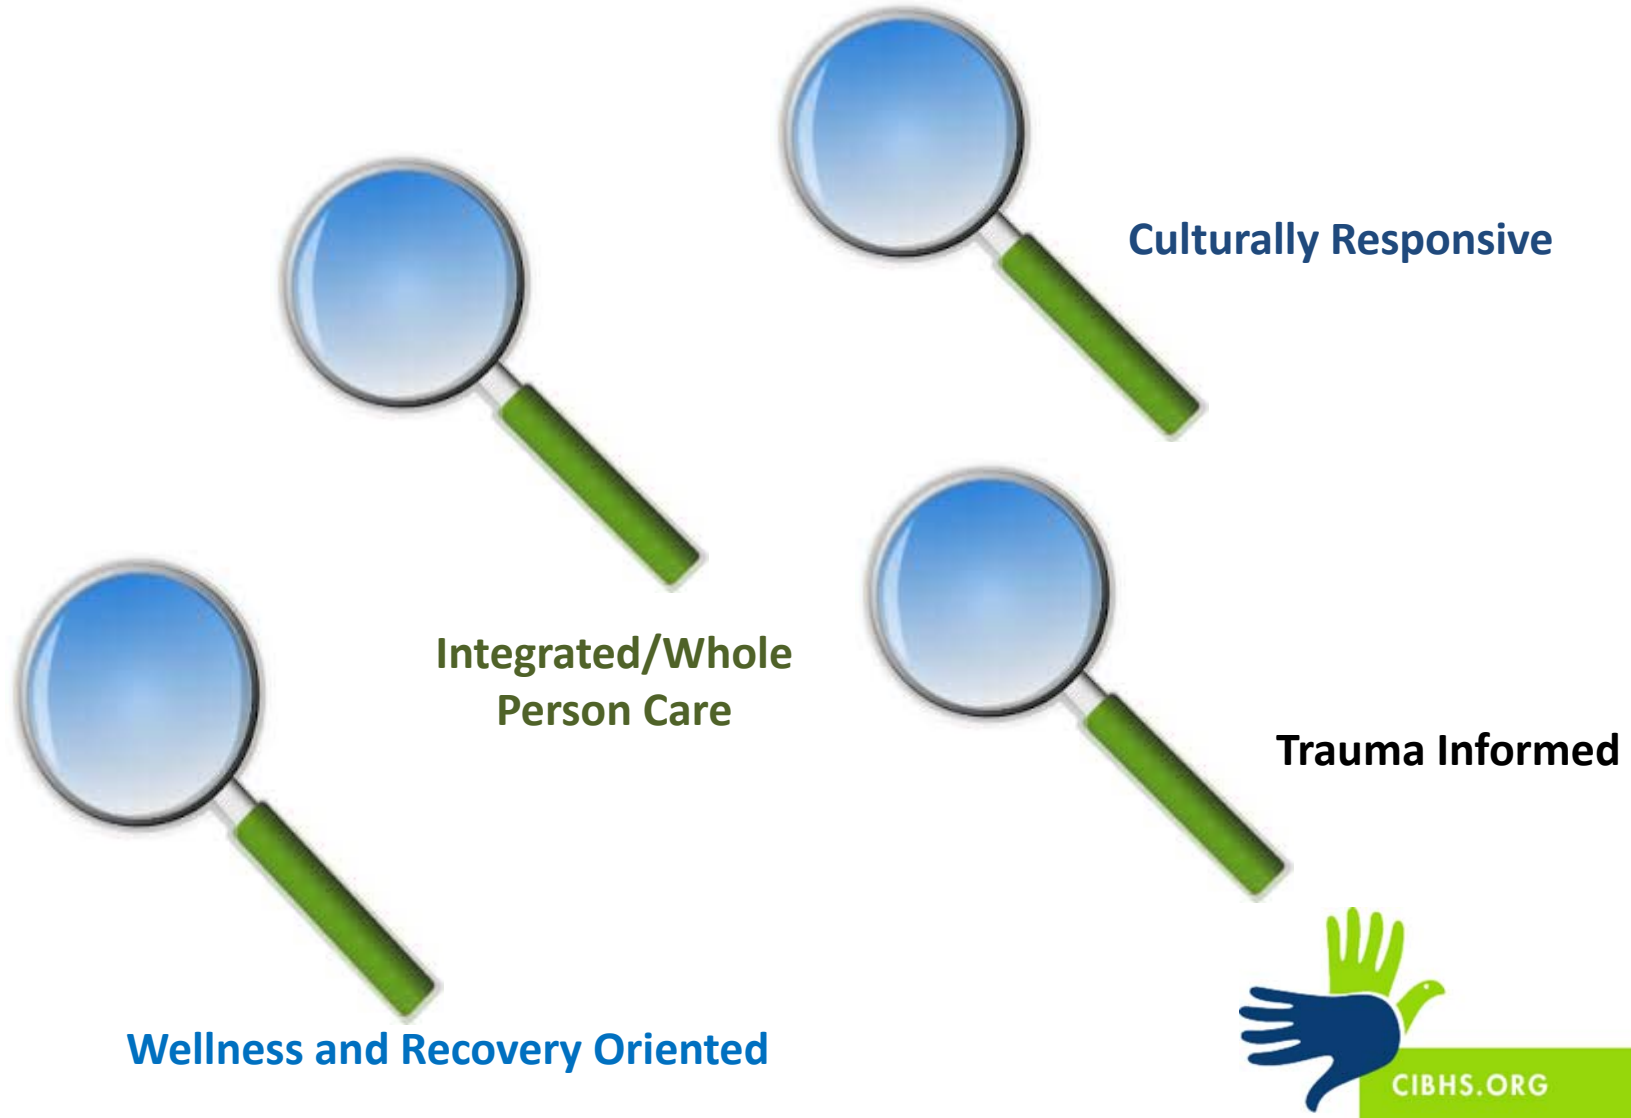 Culturally Responsive
Integrated/Whole
Person Care
Trauma Informed
Wellness and Recovery Oriented
CIBHS.ORG